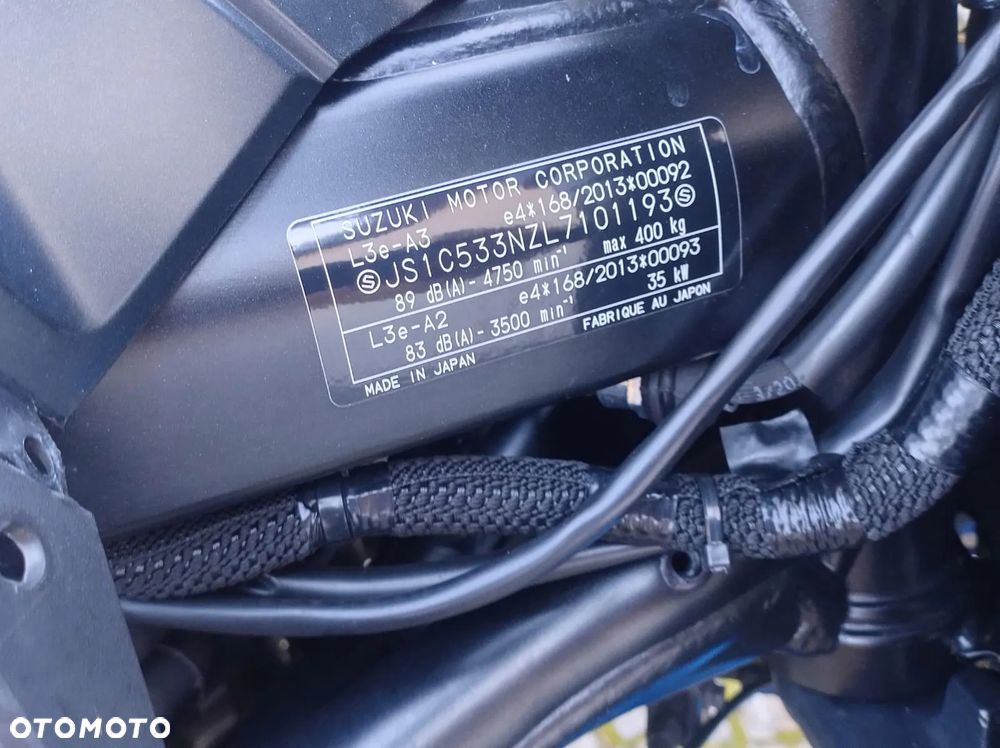 SUZUKI MOTOR CORPORATION
L3e-A3 e4*168/2013*00092
Ⓢ JS1C533NZL7101193 Ⓢ
89 dB(A) - 4750 min⁻¹ max 400 kg
L3e-A2 e4*168/2013*00093
83 dB(A) - 3500 min⁻¹ 35 kW
MADE IN JAPAN FABRIQUE AU JAPON
OTOMOTO